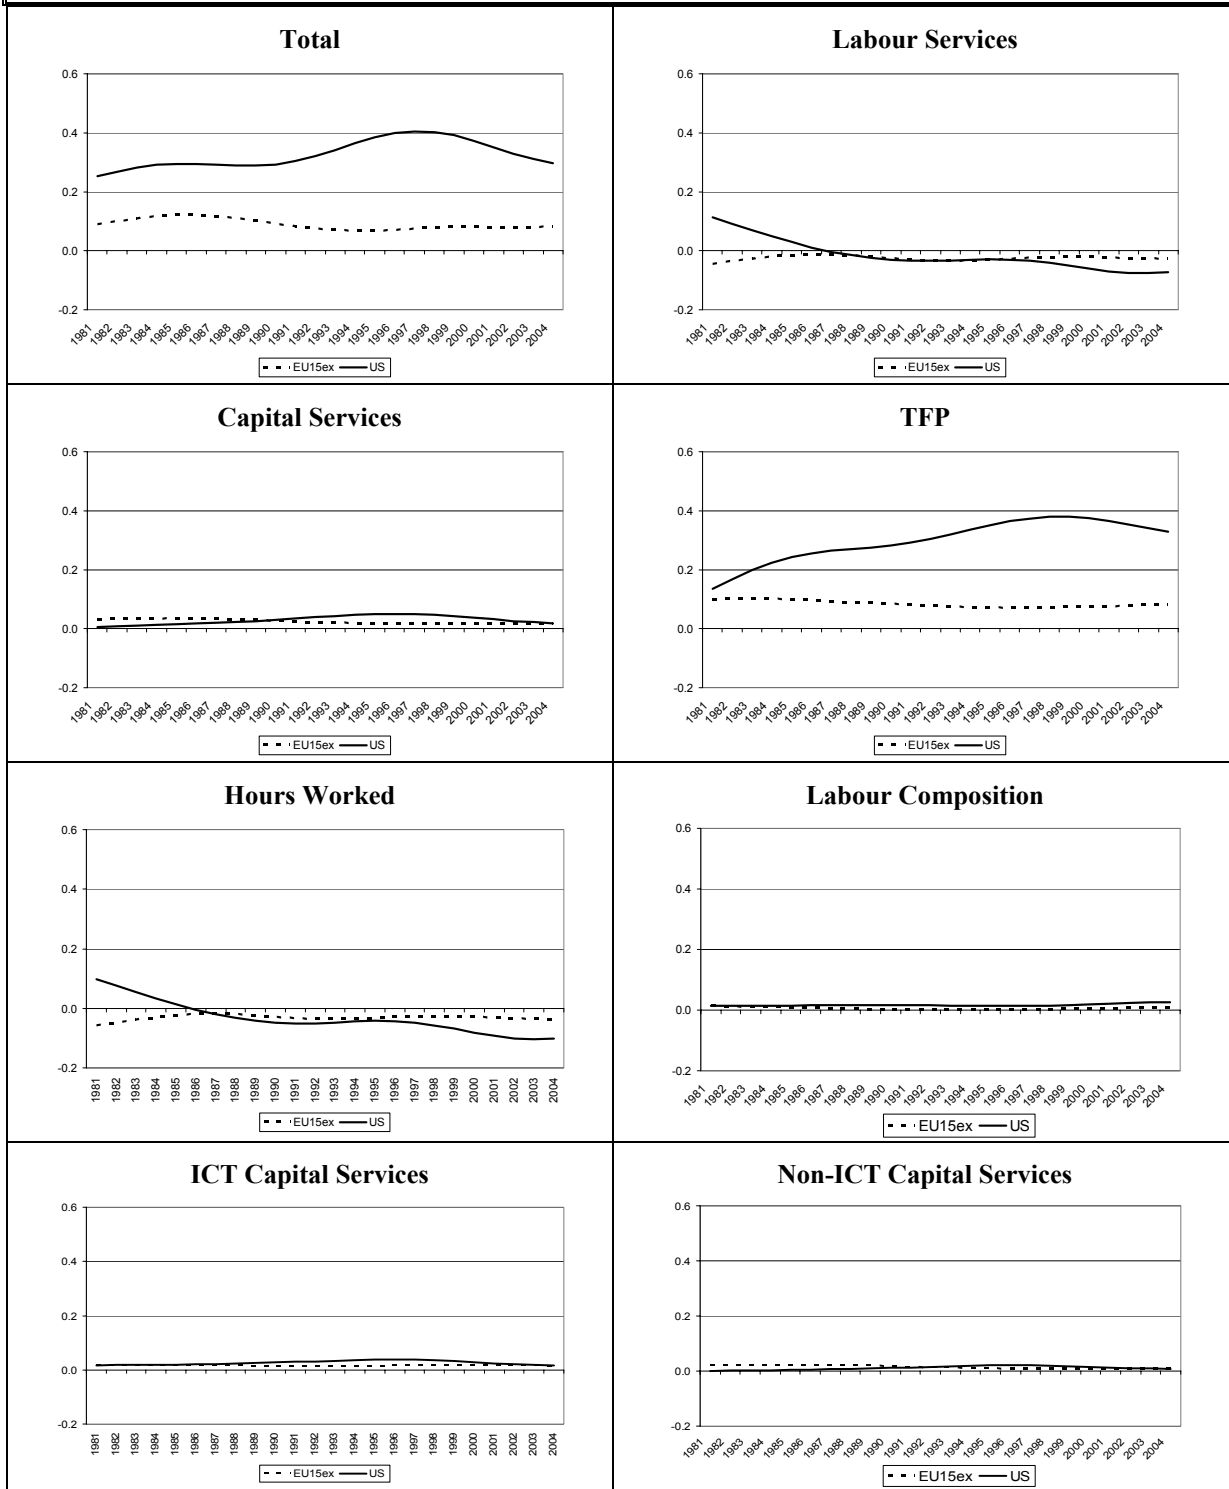 Total
0.6
0.4
0.2
0.0
-0.2
1981 1982 1983 1984 1985 1986 1987 1988 1989 1990 1991 1992 1993 1994 1995 1996 1997 1998 1999 2000 2001 2002 2003 2004
EU15ex US
Labour Services
0.6
0.4
0.2
0.0
-0.2
1981 1982 1983 1984 1985 1986 1987 1988 1989 1990 1991 1992 1993 1994 1995 1996 1997 1998 1999 2000 2001 2002 2003 2004
EU15ex US
Capital Services
0.6
0.4
0.2
0.0
-0.2
1981 1982 1983 1984 1985 1986 1987 1988 1989 1990 1991 1992 1993 1994 1995 1996 1997 1998 1999 2000 2001 2002 2003 2004
EU15ex US
TFP
0.6
0.4
0.2
0.0
-0.2
1981 1982 1983 1984 1985 1986 1987 1988 1989 1990 1991 1992 1993 1994 1995 1996 1997 1998 1999 2000 2001 2002 2003 2004
EU15ex US
Hours Worked
0.6
0.4
0.2
0.0
-0.2
1981 1982 1983 1984 1985 1986 1987 1988 1989 1990 1991 1992 1993 1994 1995 1996 1997 1998 1999 2000 2001 2002 2003 2004
EU15ex US
Labour Composition
0.6
0.4
0.2
0.0
-0.2
1981 1982 1983 1984 1985 1986 1987 1988 1989 1990 1991 1992 1993 1994 1995 1996 1997 1998 1999 2000 2001 2002 2003 2004
EU15ex US
ICT Capital Services
0.6
0.4
0.2
0.0
-0.2
1981 1982 1983 1984 1985 1986 1987 1988 1989 1990 1991 1992 1993 1994 1995 1996 1997 1998 1999 2000 2001 2002 2003 2004
EU15ex US
Non-ICT Capital Services
0.6
0.4
0.2
0.0
-0.2
1981 1982 1983 1984 1985 1986 1987 1988 1989 1990 1991 1992 1993 1994 1995 1996 1997 1998 1999 2000 2001 2002 2003 2004
EU15ex US